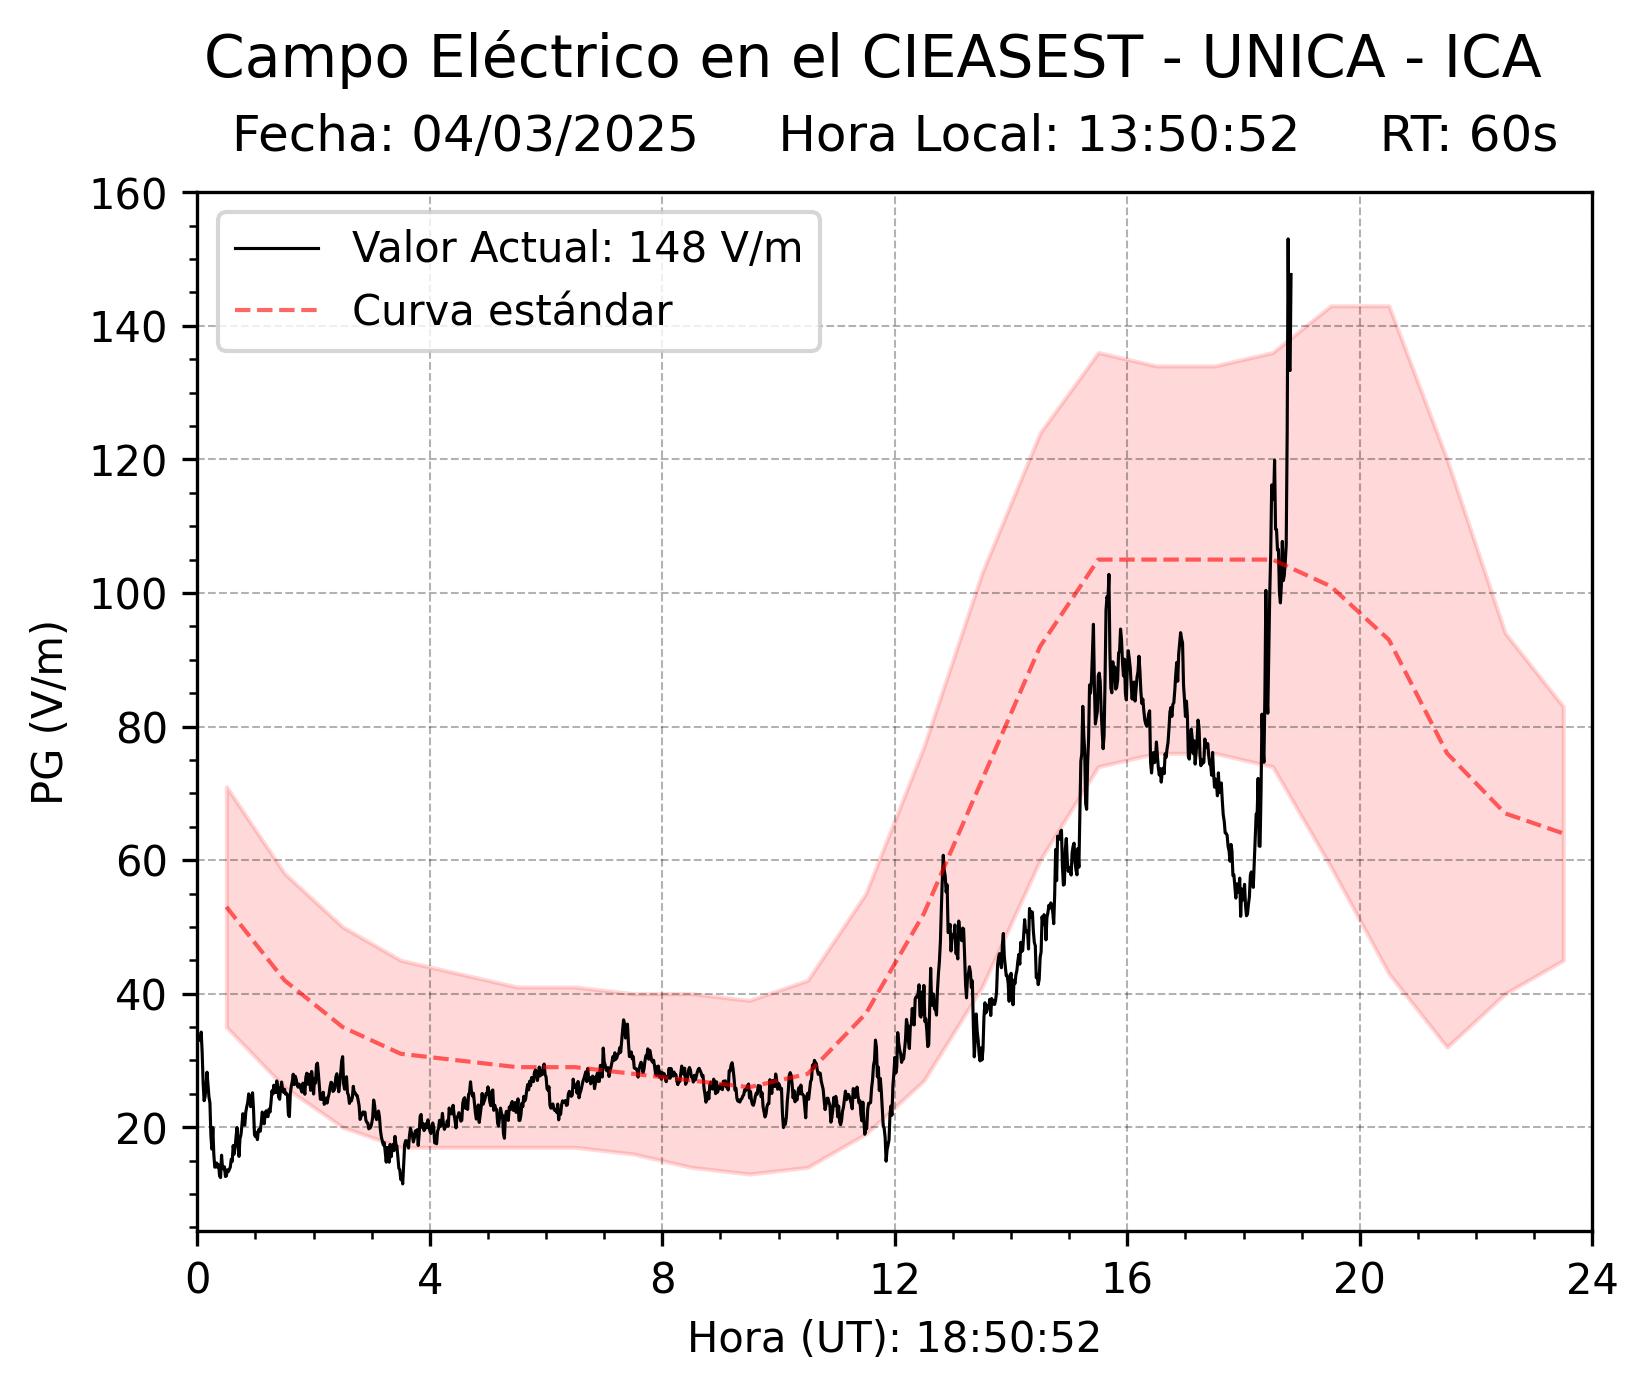 Campo Eléctrico en el CIEASEST - UNICA - ICA
Fecha: 04/03/2025 Hora Local: 13:50:52 RT: 60s
Valor Actual: 148 V/m
Curva estándar
PG (V/m)
160
140
120
100
80
60
40
20
0 4 8 12 16 20 24
Hora (UT): 18:50:52